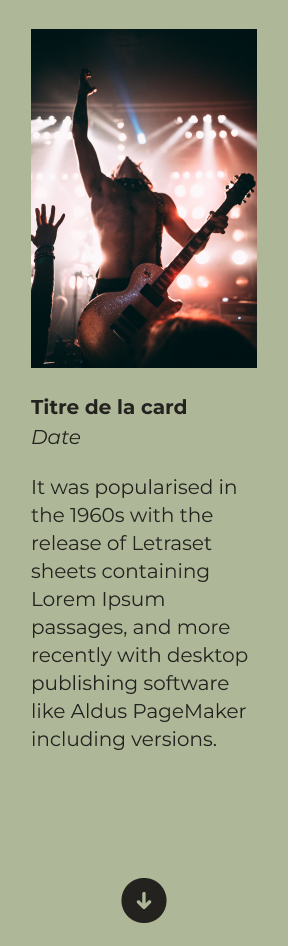 Titre de la card
Date
It was popularised in
the 1960s with the
release of Letraset
sheets containing
Lorem Ipsum
passages, and more
recently with desktop
publishing software
like Aldus PageMaker
including versions.